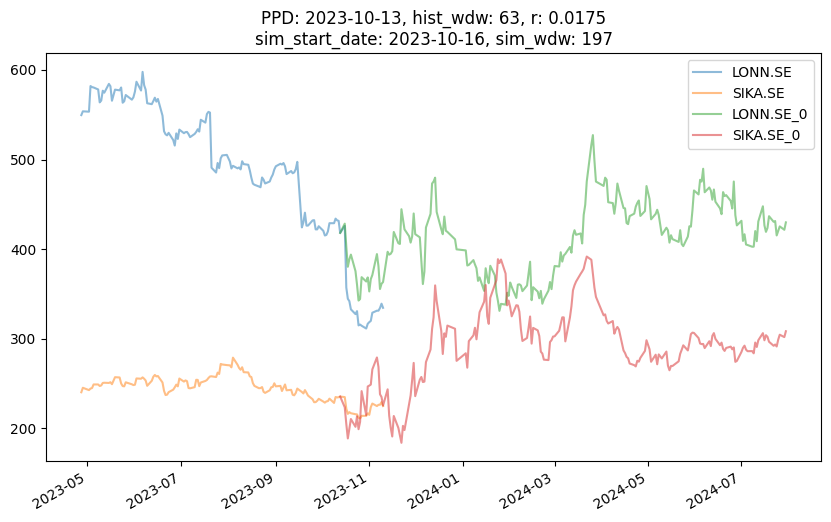 PPD: 2023-10-13, hist_wdw: 63, r: 0.0175
sim_start_date: 2023-10-16, sim_wdw: 197
LONN.SE
SIKA.SE
LONN.SE_0
SIKA.SE_0
600
500
400
300
200
2023-05
2023-07
2023-09
2023-11
2024-01
2024-03
2024-05
2024-07